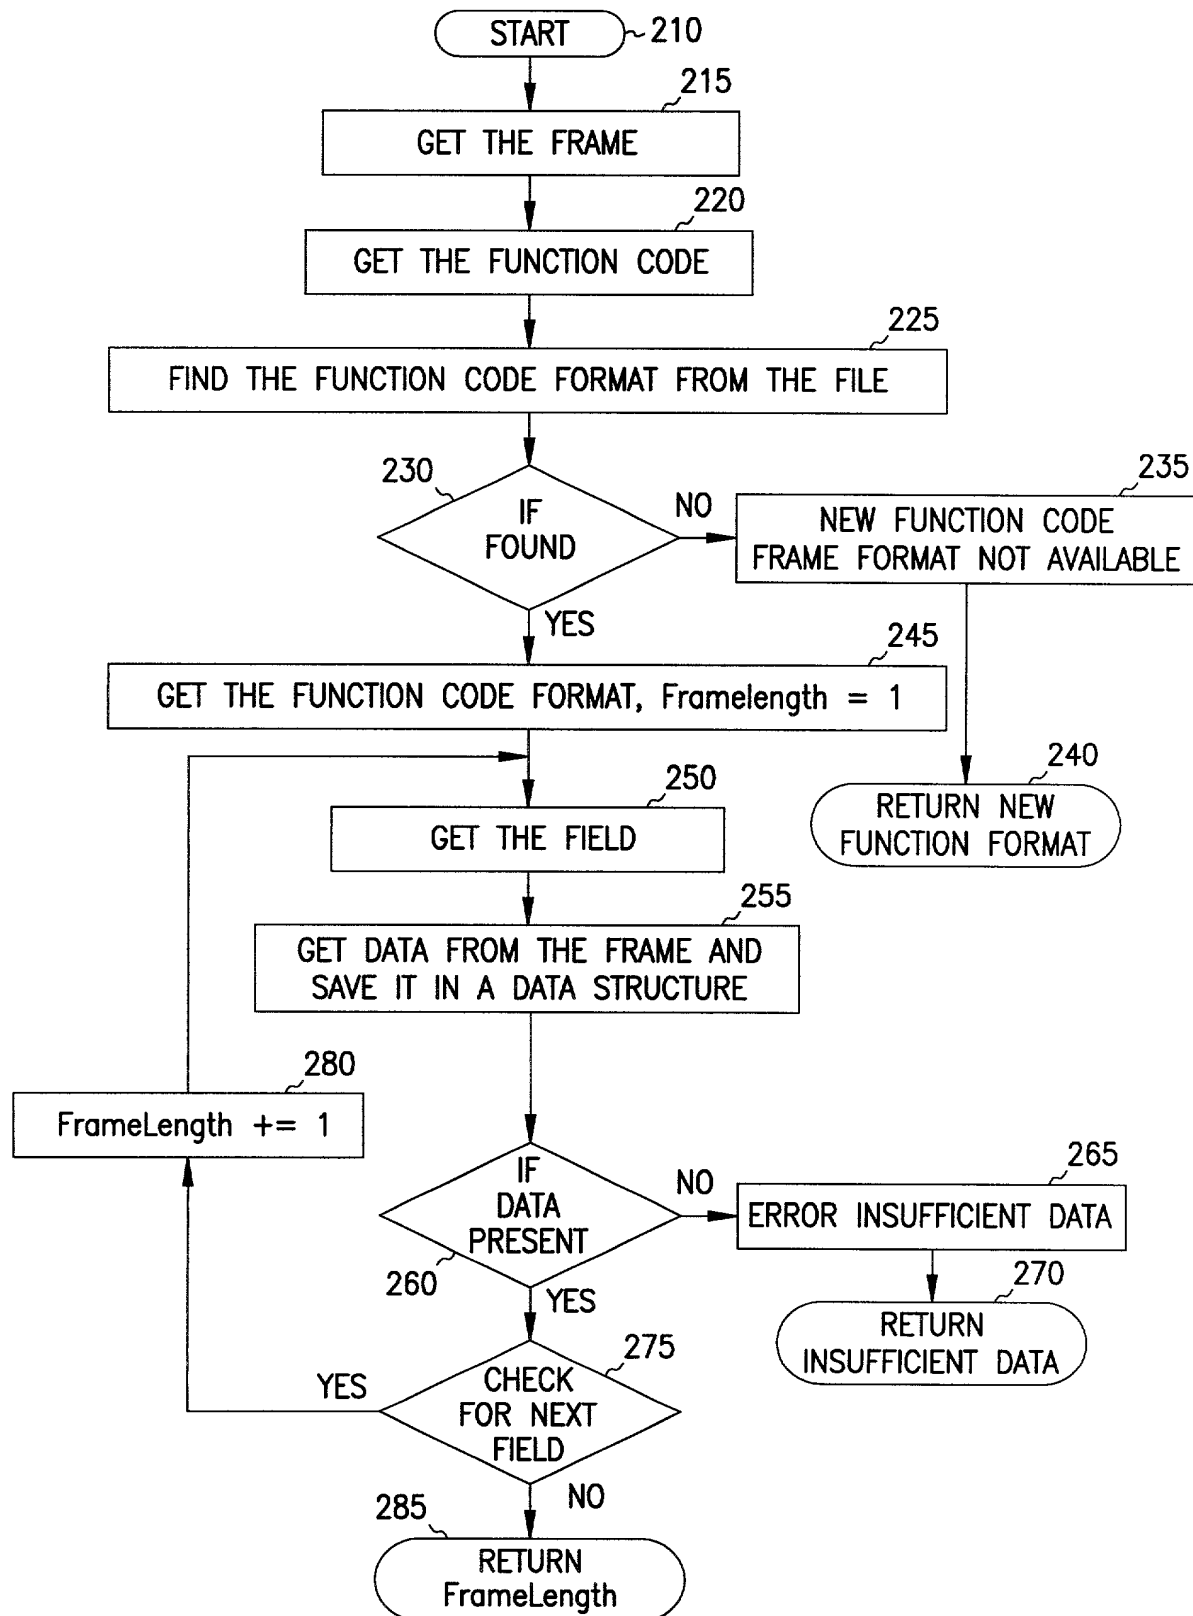 START
210
215
GET THE FRAME
220
GET THE FUNCTION CODE
225
FIND THE FUNCTION CODE FORMAT FROM THE FILE
230
IF
FOUND
NO
235
NEW FUNCTION CODE
FRAME FORMAT NOT AVAILABLE
YES
245
GET THE FUNCTION CODE FORMAT, Framelength = 1
240
RETURN NEW
FUNCTION FORMAT
250
GET THE FIELD
255
GET DATA FROM THE FRAME AND
SAVE IT IN A DATA STRUCTURE
280
FrameLength += 1
IF
DATA
PRESENT
260
NO
265
ERROR INSUFFICIENT DATA
YES
270
RETURN
INSUFFICIENT DATA
275
CHECK
FOR NEXT
FIELD
YES
NO
285
RETURN
FrameLength